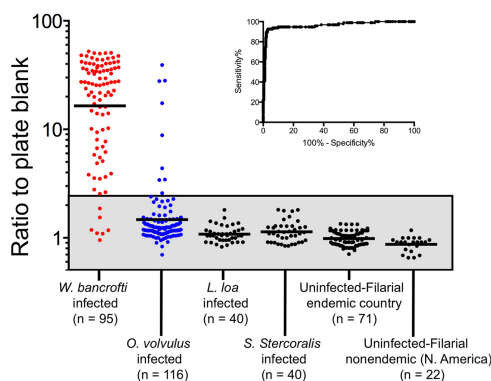 100
10
1
Ratio to plate blank
100
80
60
40
20
0
Sensitivity%
0 20 40 60 80 100
100% - Specificity%
W. bancrofti
infected
(n = 95)
L. loa
infected
(n = 40)
Uninfected-Filarial
endemic country
(n = 71)
O. volvulus
infected
(n = 116)
S. Stercoralis
infected
(n = 40)
Uninfected-Filarial
nonendemic (N. America)
(n = 22)